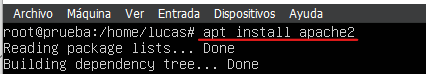 Archivo Máquina Ver Entrada Dispositivos Ayuda
root@prueba:/home/lucas# apt install apache2
Reading package lists... Done
Building dependency tree... Done